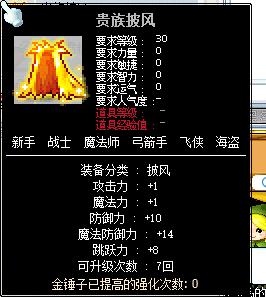 贵族披风
要求等级： 30
要求力量： 0
要求敏捷： 0
要求智力： 0
要求运气： 0
要求人气度： -
道具等级： -
道具经验值： -
新手 战士 魔法师 弓箭手 飞侠 海盗
装备分类： 披风
攻击力： +1
魔法力： +1
防御力： +10
魔法防御力： +14
跳跃力： +8
可升级次数： 7回
金锤子已提高的强化次数: 0